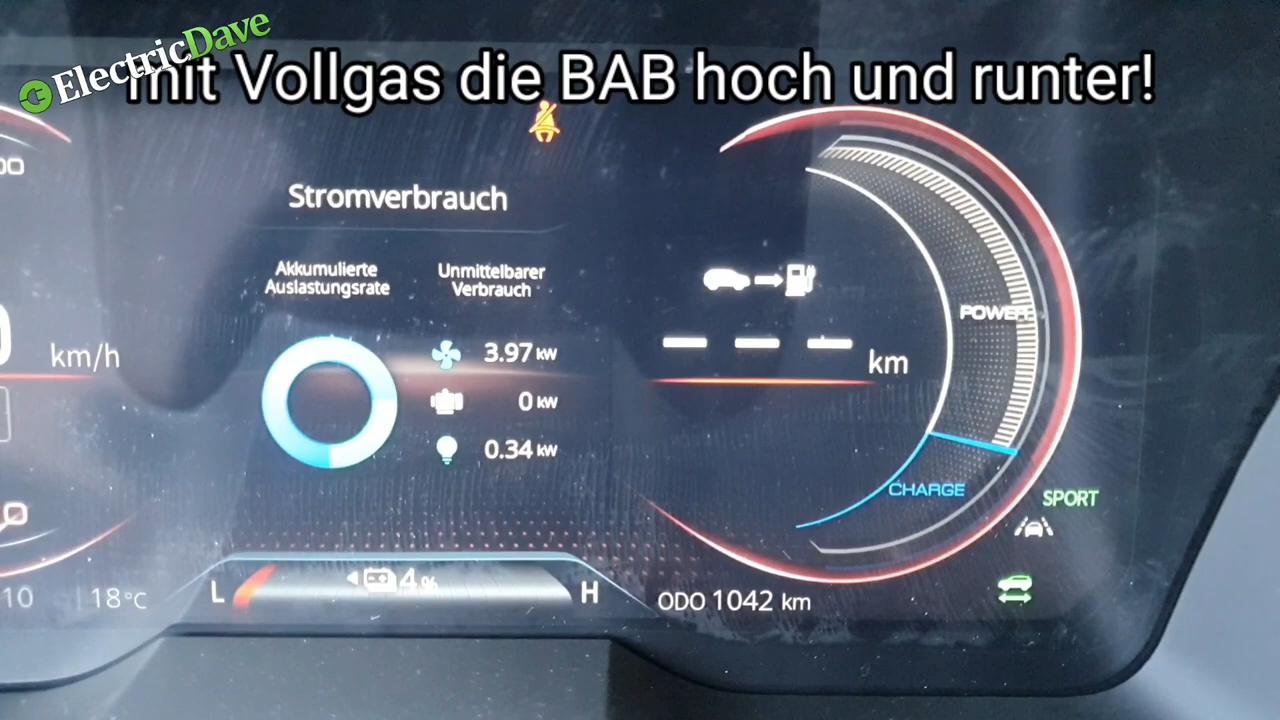 ElectricDave
mit Vollgas die BAB hoch und runter!
Stromverbrauch
Akkumulierte
Auslastungsrate
Unmittelbarer
Verbrauch
3.97 kW
0 kW
0.34 kW
km/h
km
POWER
CHARGE
SPORT
18°C
L
4%
H
ODO 1042 km